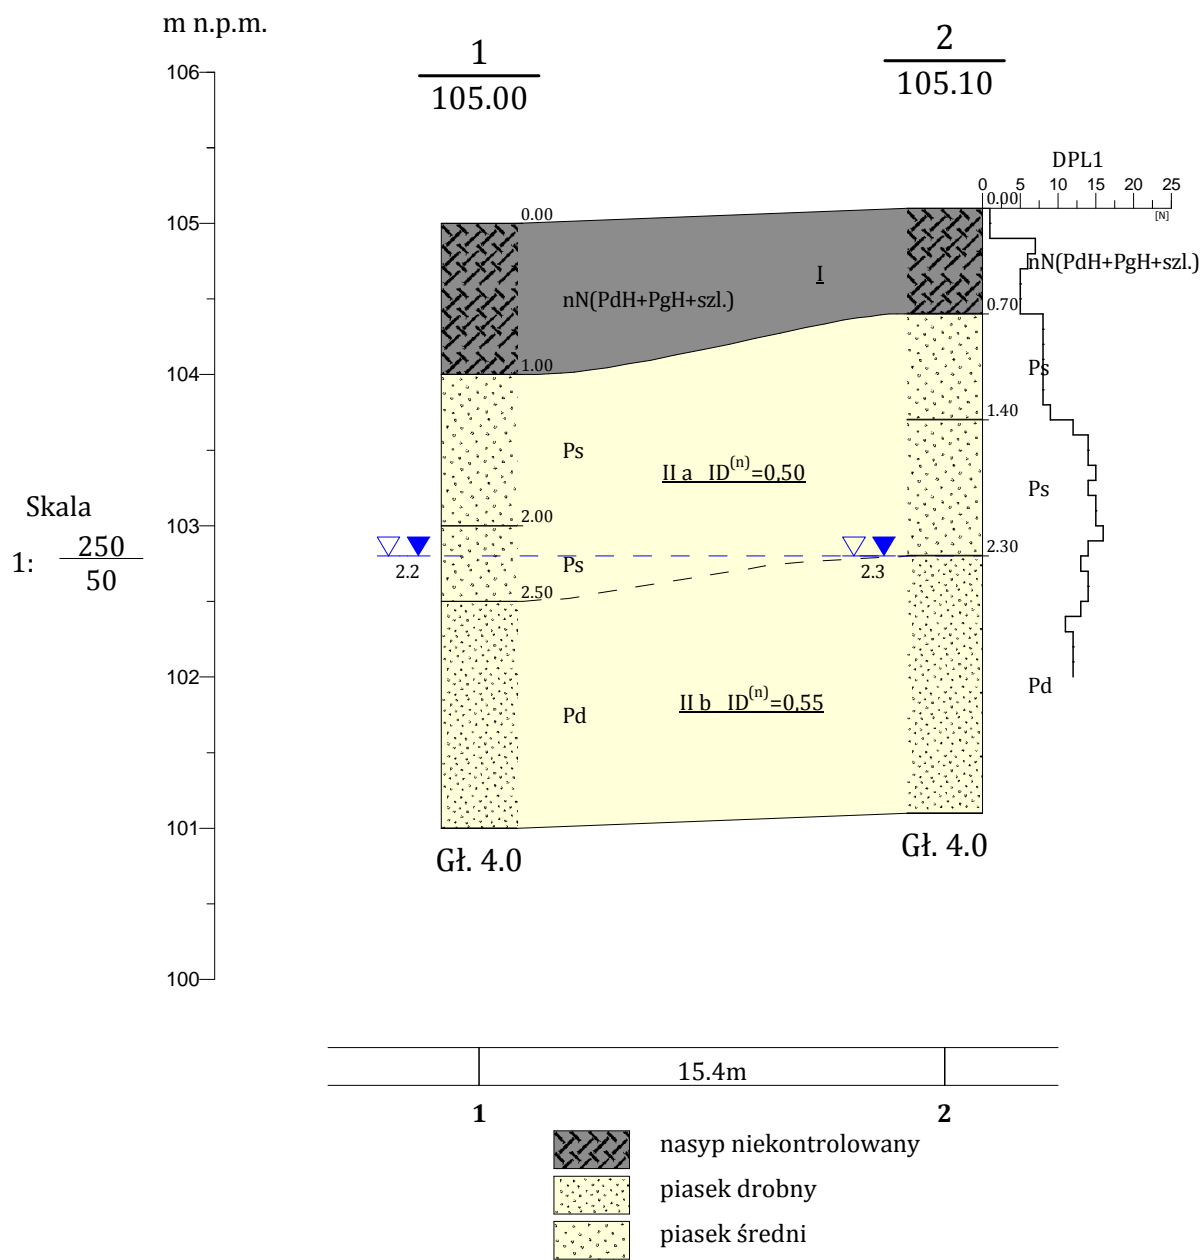 m n.p.m.
1
105.00
2
105.10
106
105
104
103
102
101
100
DPL1
0 5 10 15 20 25
[N]
0.00
0.00
nN(PdH+PgH+szl.)
I
nN(PdH+PgH+szl.)
0.70
1.00
Ps
1.40
Ps
II a ID(n)=0,50
Ps
Skala
1: 250
50
2.00
2.2
Ps
2.3
2.30
2.50
Pd
II b ID(n)=0,55
Pd
Gł. 4.0
Gł. 4.0
15.4m
1
2
nasyp niekontrolowany
piasek drobny
piasek średni